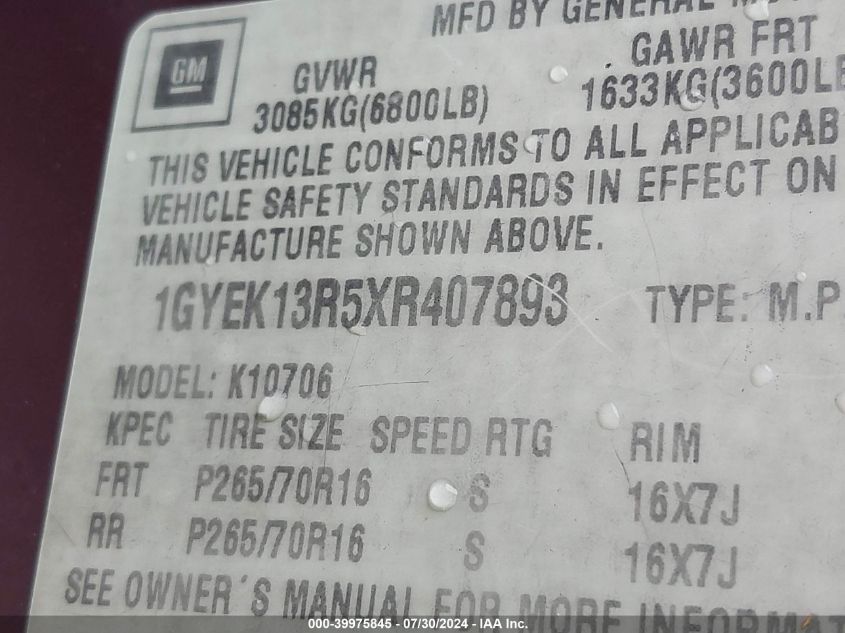 MFD BY GENERAL
GM
GVWR GAWR FRT
3085KG(6800LB) 1633KG(3600LB
THIS VEHICLE CONFORMS TO ALL APPLICAB
VEHICLE SAFETY STANDARDS IN EFFECT ON
MANUFACTURE SHOWN ABOVE.
1GYEK13R5XR407893 TYPE: M.P.
MODEL: K10706
KPEC TIRE SIZE SPEED RTG RIM
FRT P265/70R16 S 16X7J
RR P265/70R16 S 16X7J
SEE OWNER'S MANUAL FOR MORE INFORMAT
000-39975845 - 07/30/2024 - IAA Inc.